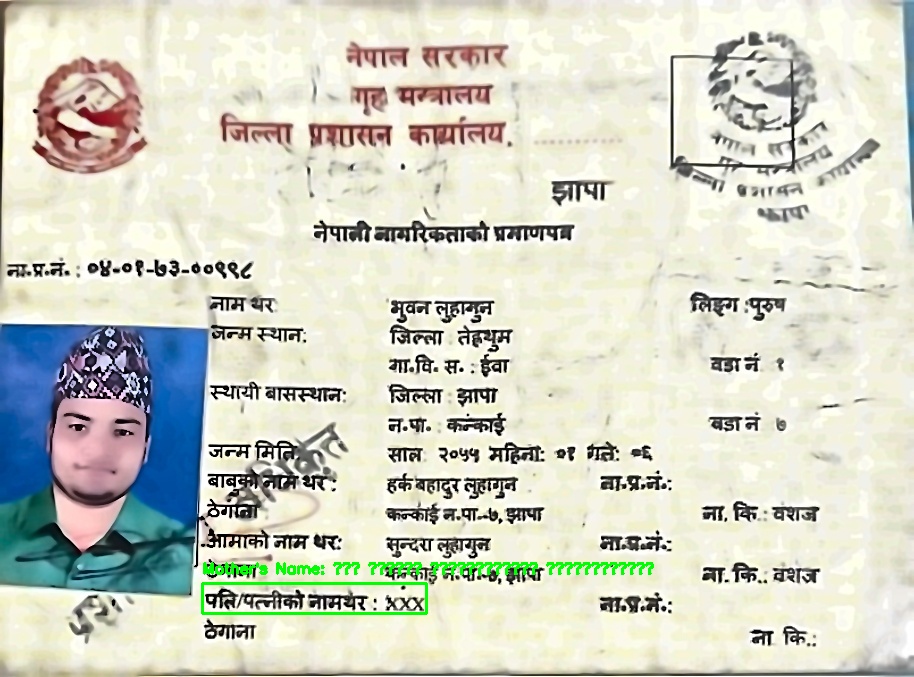 नेपाल सरकार
गृह मन्त्रालय
जिल्ला प्रशासन कार्यालय, ............
झापा
नेपाल सरकार
गृह मन्त्रालय
जिल्ला प्रशासन कार्यालय
झापा
नेपाली नागरिकताको प्रमाणपत्र
ना.प्र.नं. : ०४-०१-७३-००९९८
नाम थर भुवन लुहागुन लिङ्ग :पुरुष
जन्म स्थान: जिल्ला तेह्रथुम
गा.वि. स. : ईवा वडा नं १
स्थायी बासस्थान: जिल्ला : झापा
न.पा. : कन्काई वडा नं ७
जन्म मिति: साल २०५५ महिना: ०१ गते: ०६
बाबुको नाम थर : हर्क बहादुर लुहागुन ना.प्र.नं.:
ठेगाना कन्काई न.पा.-७, झापा ना. कि.: वंशज
आमाको नाम थर: सुन्दरा लुहागुन ना.प्र.नं.:
Mother's Name: ??? ?????? ???????????? ????????????
ठेगाना कन्काई न.पा.-७, झापा ना. कि.: वंशज
पति/पत्नीको नामथर : xxx ना.प्र.नं.:
ठेगाना ना कि.: